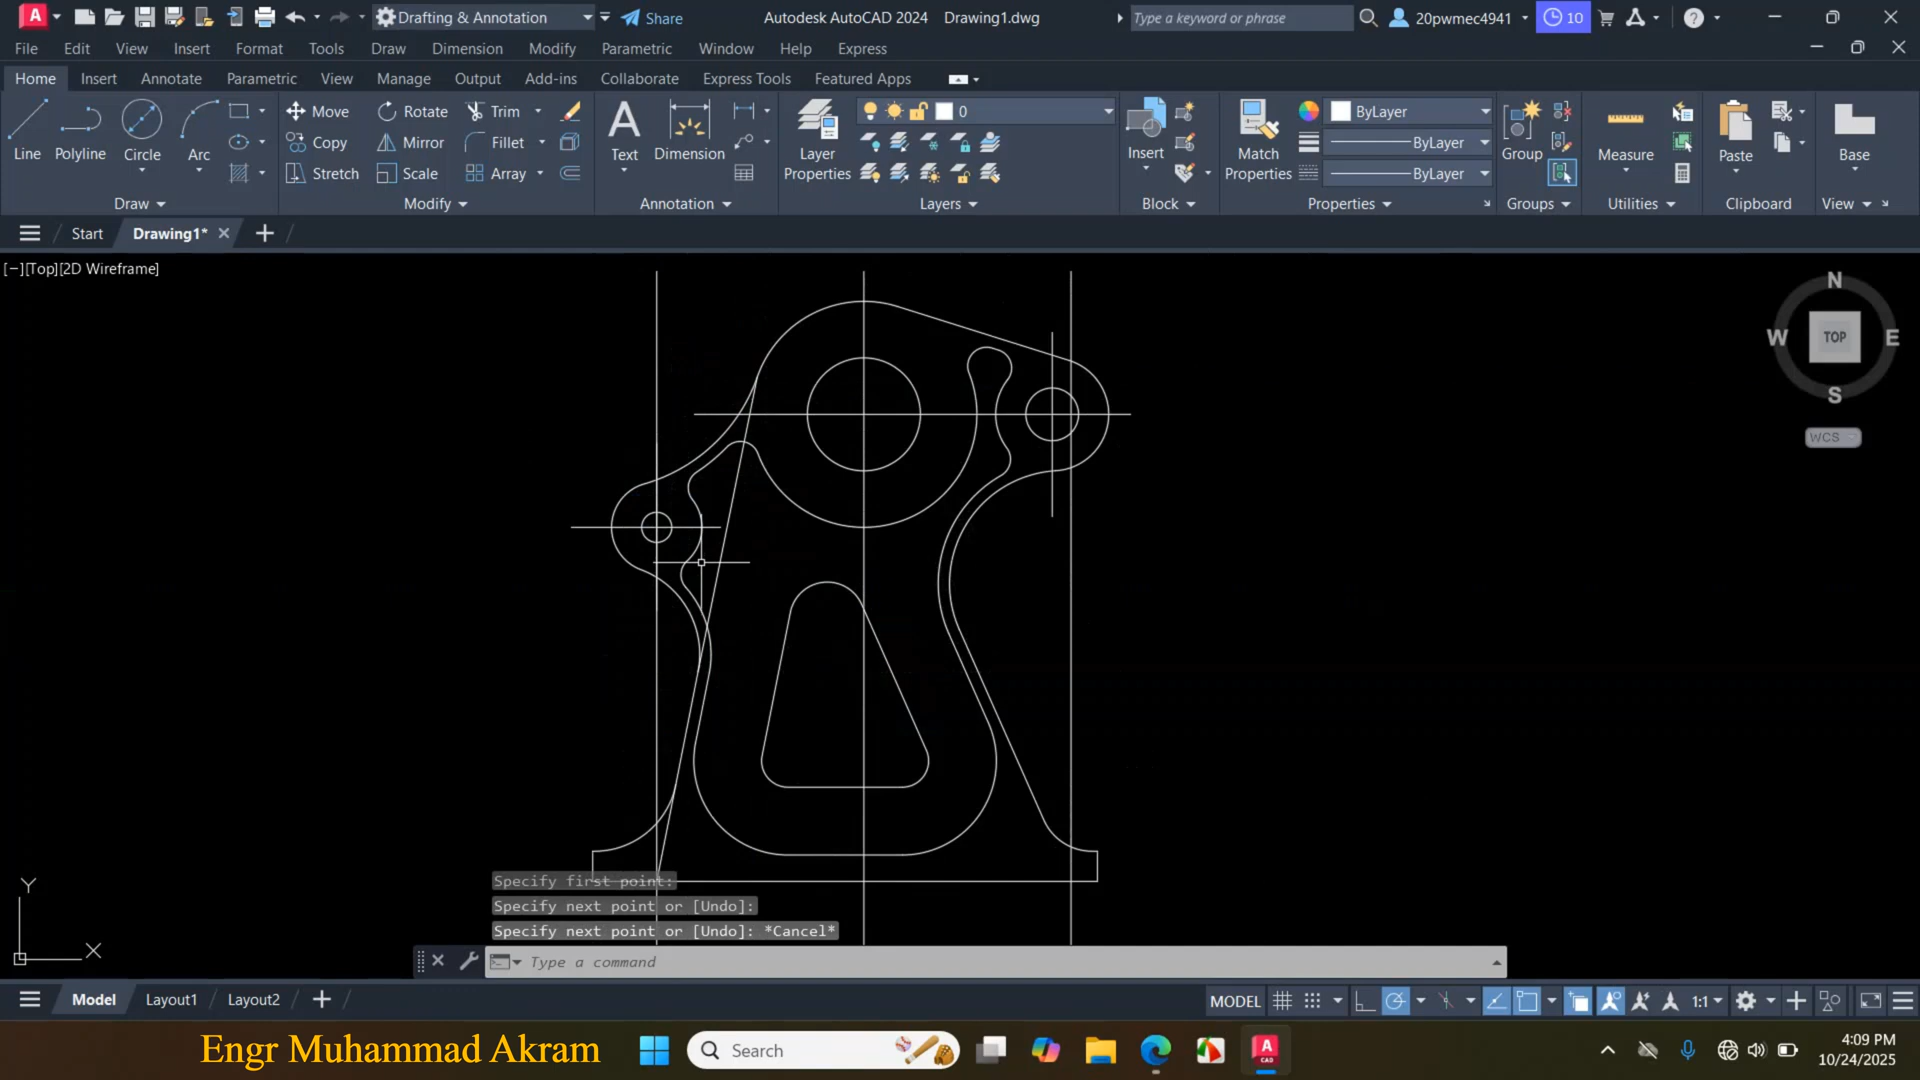 Drafting & Annotation
Share
Autodesk AutoCAD 2024 Drawing1.dwg
Type a keyword or phrase
20pwmec4941
10
File Edit View Insert Format Tools Draw Dimension Modify Parametric Window Help Express
Home Insert Annotate Parametric View Manage Output Add-ins Collaborate Express Tools Featured Apps
Line
Polyline
Circle
Arc
Move
Copy
Stretch
Rotate
Mirror
Scale
Trim
Fillet
Array
Text
Dimension
Layer
Properties
0
Insert
Match
Properties
ByLayer
ByLayer
ByLayer
Group
Measure
Paste
Base
Draw
Modify
Annotation
Layers
Block
Properties
Groups
Utilities
Clipboard
View
Start
Drawing1*
[−][Top][2D Wireframe]
N
W
TOP
E
S
WCS
Y
X
Specify first point:
Specify next point or [Undo]:
Specify next point or [Undo]: *Cancel*
Type a command
Model Layout1 Layout2
MODEL
1:1
Engr Muhammad Akram
Search
CAD
4:09 PM
10/24/2025